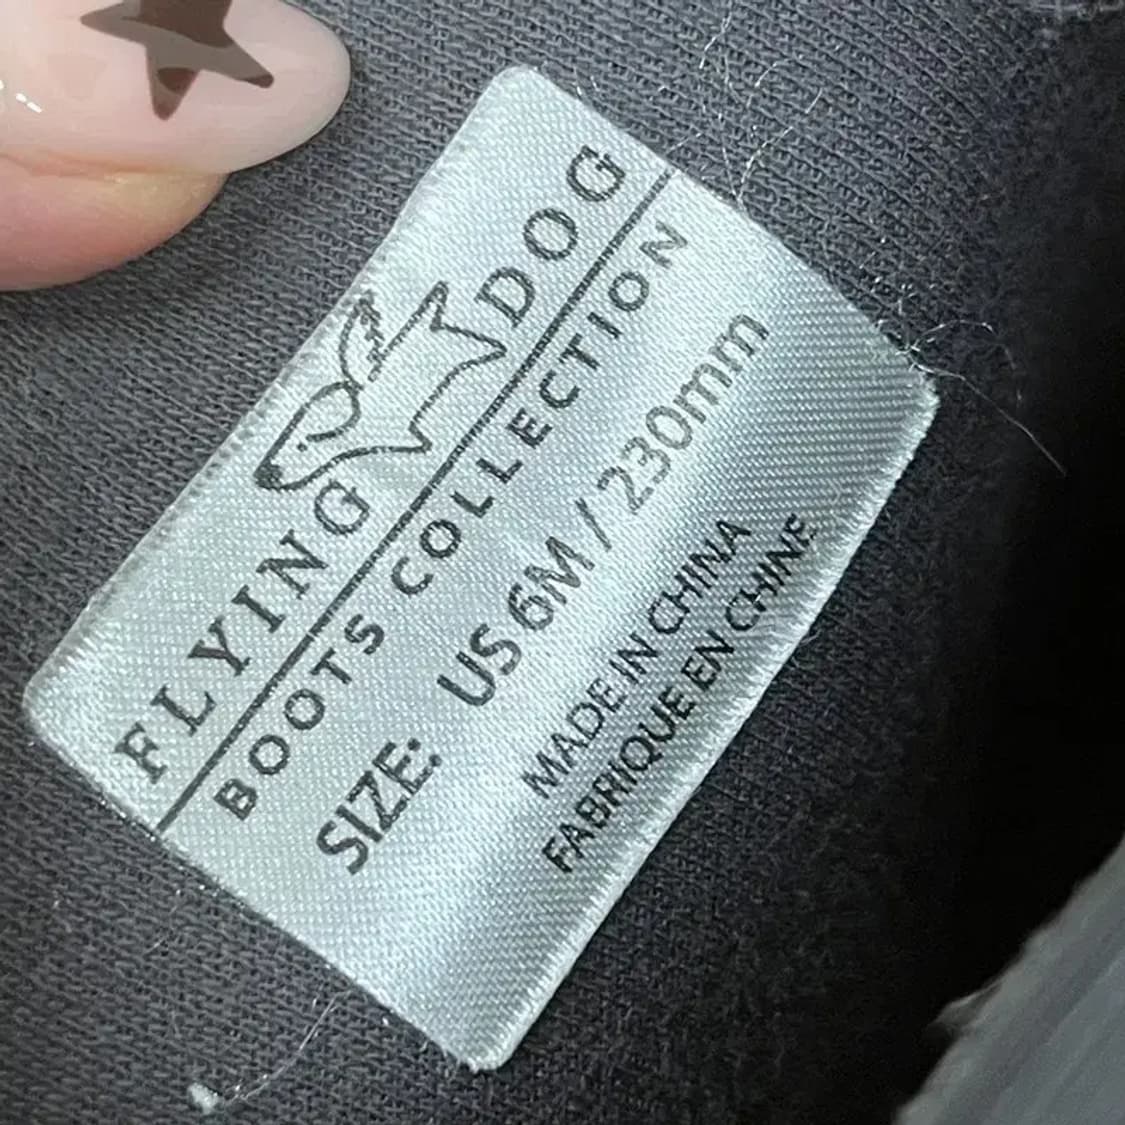 FLYING DOG
BOOTS COLLECTION
SIZE: US 6M / 230mm
MADE IN CHINA
FABRIQUE EN CHINE